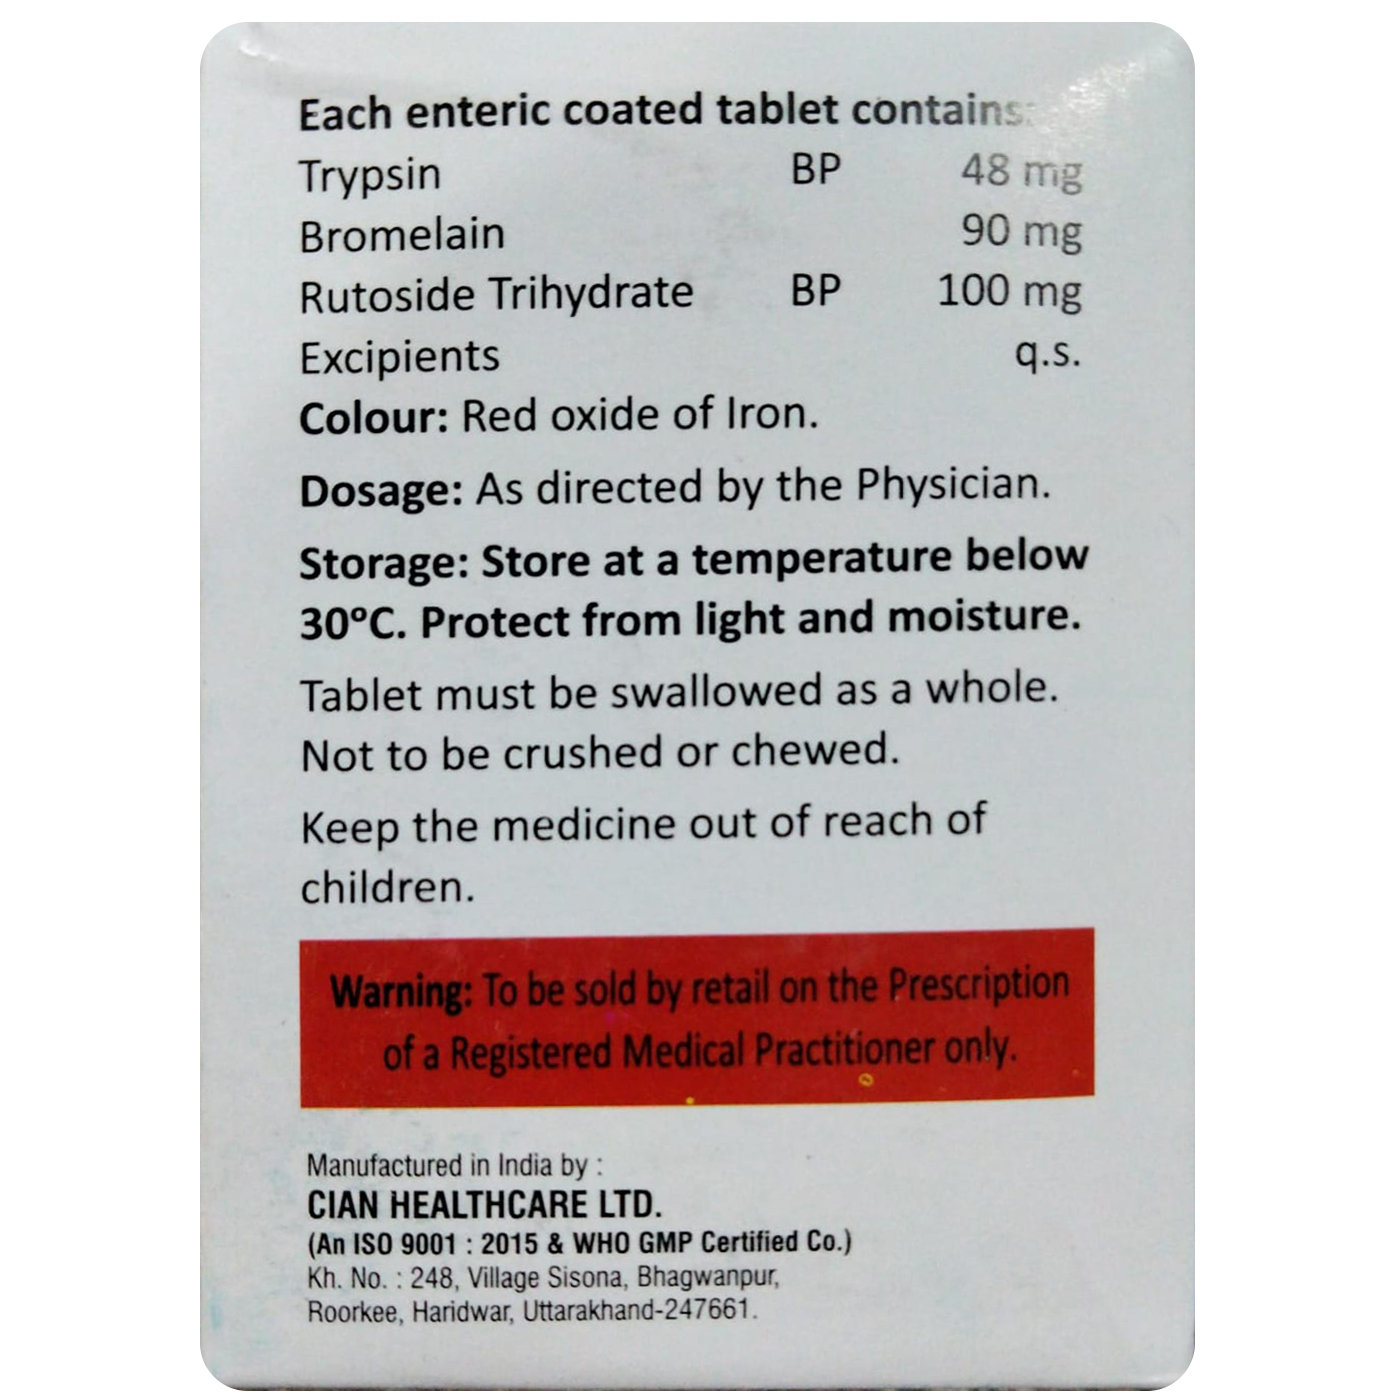 Each enteric coated tablet contains:
Trypsin BP 48 mg
Bromelain 90 mg
Rutoside Trihydrate BP 100 mg
Excipients q.s.
Colour: Red oxide of Iron.
Dosage: As directed by the Physician.
Storage: Store at a temperature below
30ºC. Protect from light and moisture.
Tablet must be swallowed as a whole.
Not to be crushed or chewed.
Keep the medicine out of reach of
children.
Warning: To be sold by retail on the Prescription
of a Registered Medical Practitioner only.
Manufactured in India by :
CIAN HEALTHCARE LTD.
(An ISO 9001 : 2015 & WHO GMP Certified Co.)
Kh. No. : 248, Village Sisona, Bhagwanpur,
Roorkee, Haridwar, Uttarakhand-247661.